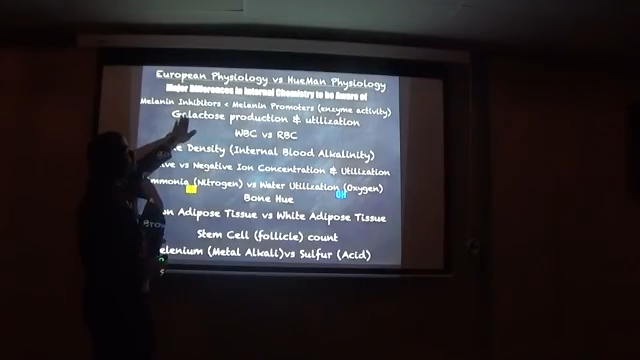 European Physiology vs HueMan Physiology
Major Differences in Internal Chemistry to be Aware of
Melanin Inhibitors < Melanin Promoters (enzyme activity)
Galactose production & utilization
WBC vs RBC
Density (Internal Blood Alkalinity)
vs Negative Ion Concentration & Utilization
(Nitrogen) vs Water Utilization (Oxygen)
OH
Bone Hue
Adipose Tissue vs White Adipose Tissue
Stem Cell (follicle) count
(Metal Alkali)vs Sulfur (Acid)